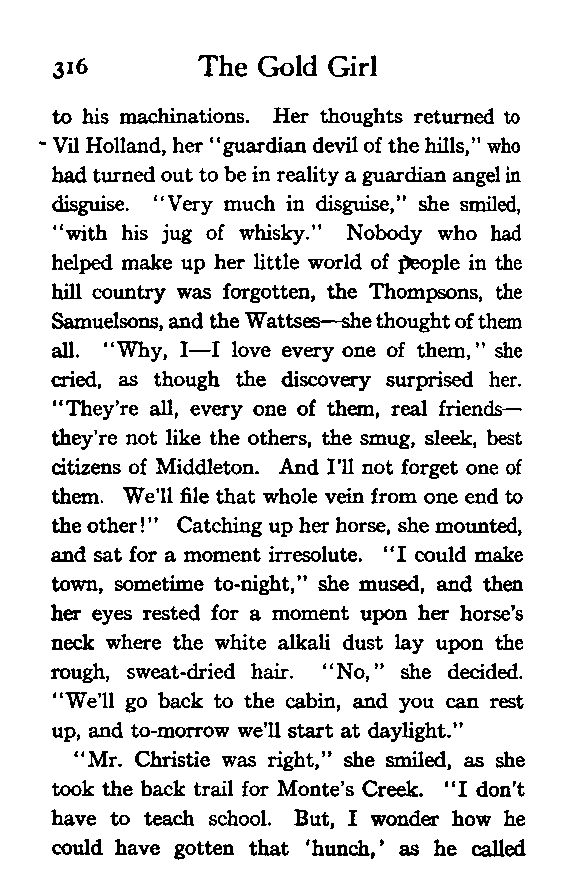 316 The Gold Girl
to his machinations. Her thoughts returned to
Vil Holland, her "guardian devil of the hills," who
had turned out to be in reality a guardian angel in
disguise. "Very much in disguise," she smiled,
"with his jug of whisky." Nobody who had
helped make up her little world of people in the
hill country was forgotten, the Thompsons, the
Samuelsons, and the Wattses—she thought of them
all. "Why, I—I love every one of them," she
cried, as though the discovery surprised her.
"They're all, every one of them, real friends—
they're not like the others, the smug, sleek, best
citizens of Middleton. And I'll not forget one of
them. We'll file that whole vein from one end to
the other!" Catching up her horse, she mounted,
and sat for a moment irresolute. "I could make
town, sometime to-night," she mused, and then
her eyes rested for a moment upon her horse's
neck where the white alkali dust lay upon the
rough, sweat-dried hair. "No," she decided.
"We'll go back to the cabin, and you can rest
up, and to-morrow we'll start at daylight."
"Mr. Christie was right," she smiled, as she
took the back trail for Monte's Creek. "I don't
have to teach school. But, I wonder how he
could have gotten that 'hunch,' as he called